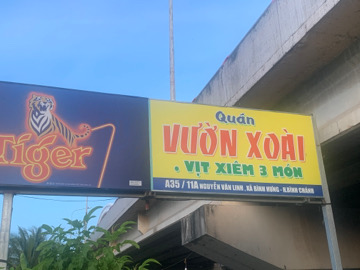 Tiger
Quán
VƯỜN XOÀI
VỊT XIÊM 3 MÓN
A35 / 11A NGUYỄN VĂN LINH . XÃ BÌNH HƯNG - H.BÌNH CHÁNH